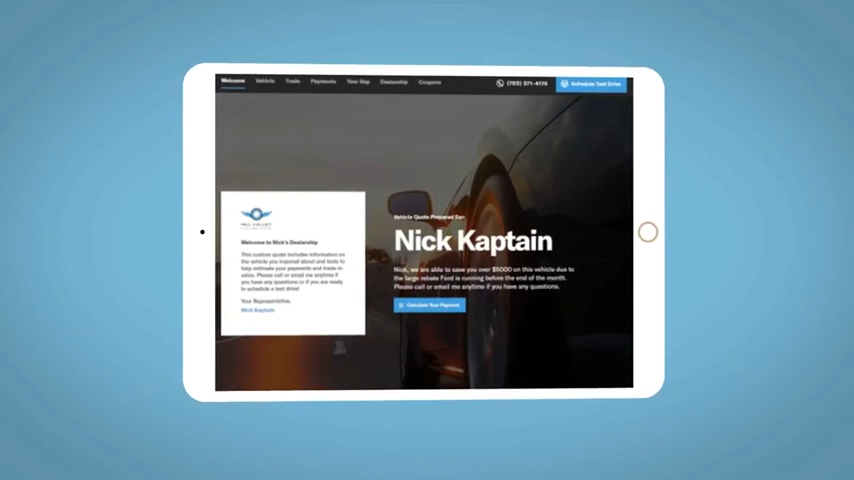 Welcome Vehicle Trade Payments Your Rep Dealership Coupons (702) 371-4176 Schedule Test Drive
Welcome to Nick's Dealership
This custom quote includes information on
the vehicle you inquired about and tools to
help estimate your payments and trade-in
value. Please call or email me anytime if
you have any questions or if you are ready
to schedule a test drive!
Your Representative,
Nick Kaptain
Vehicle Quote Prepared For:
Nick Kaptain
Nick, we are able to save you over $5000 on this vehicle due to
the large rebate Ford is running before the end of the month.
Please call or email me anytime if you have any questions.
Calculate Your Payment